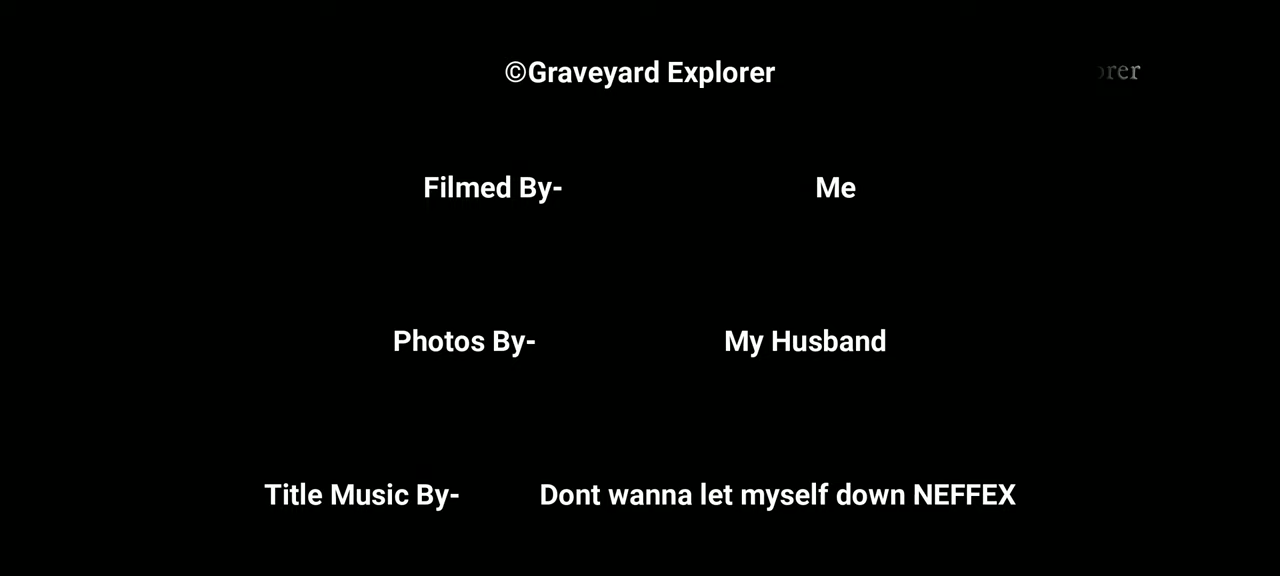 ©Graveyard Explorer
Filmed By- Me
Photos By- My Husband
Title Music By- Dont wanna let myself down NEFFEX